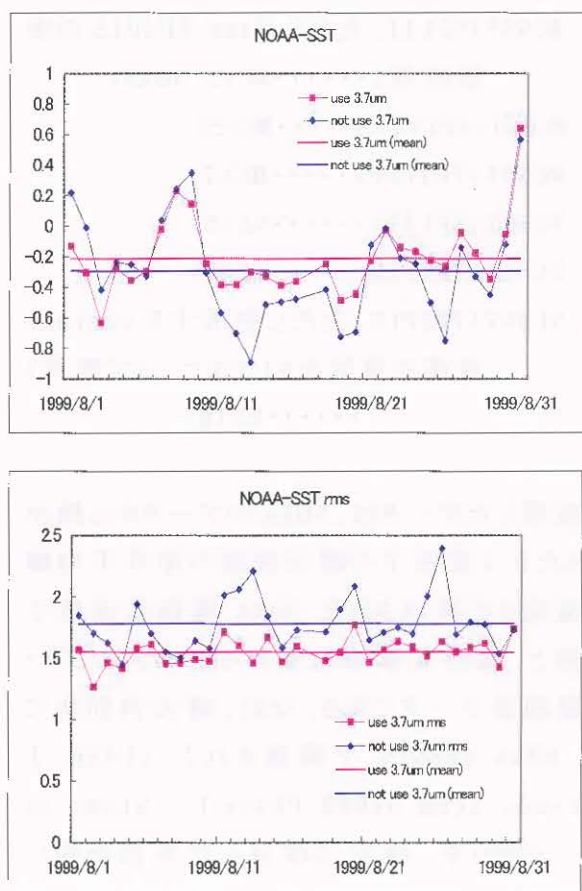 NOAA-SST
1
0.8
0.6
0.4
0.2
0
-0.2
-0.4
-0.6
-0.8
-1
use 3.7um
not use 3.7um
use 3.7um (mean)
not use 3.7um (mean)
1999/8/1 1999/8/11 1999/8/21 1999/8/31
NOAA-SST rms
2.5
2
1.5
1
0.5
0
use 3.7um rms
not use 3.7um rms
use 3.7um (mean)
not use 3.7um (mean)
1999/8/1 1999/8/11 1999/8/21 1999/8/31